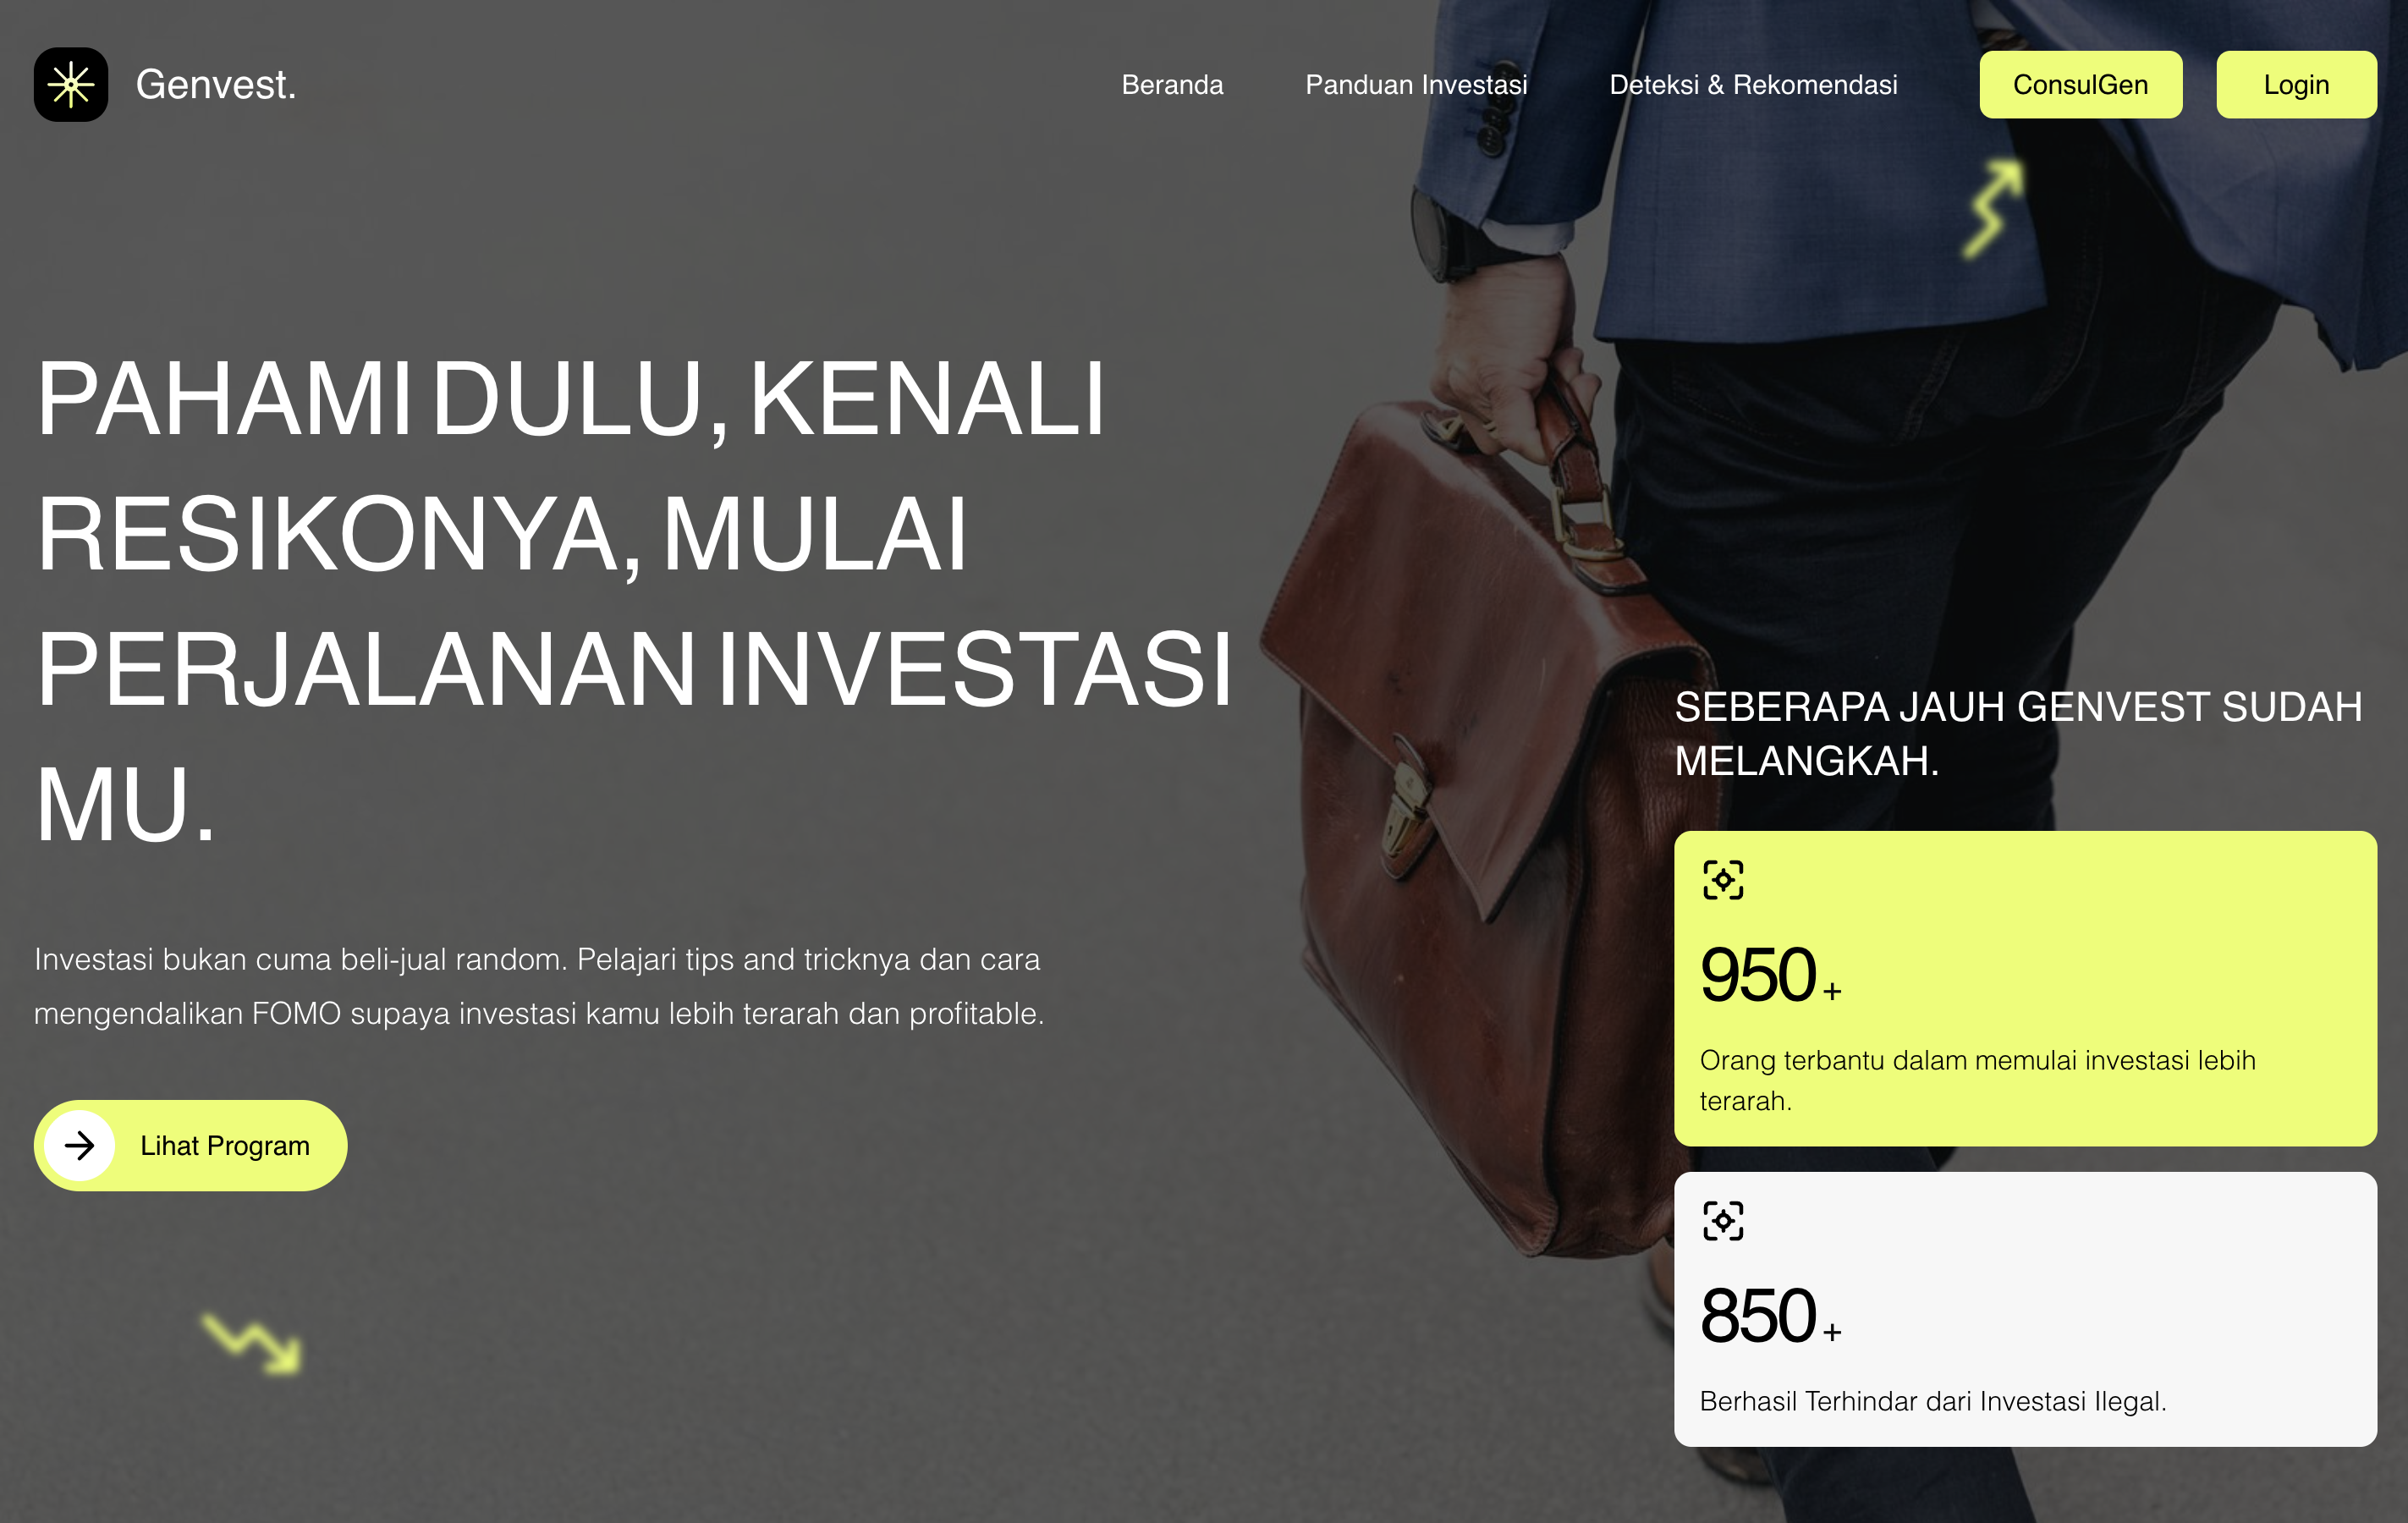 Genvest.
Beranda
Panduan Investasi
Deteksi & Rekomendasi
ConsulGen
Login
PAHAMI DULU, KENALI
RESIKONYA, MULAI
PERJALANAN INVESTASI
MU.
Investasi bukan cuma beli-jual random. Pelajari tips and tricknya dan cara
mengendalikan FOMO supaya investasi kamu lebih terarah dan profitable.
Lihat Program
SEBERAPA JAUH GENVEST SUDAH
MELANGKAH.
950+
Orang terbantu dalam memulai investasi lebih
terarah.
850+
Berhasil Terhindar dari Investasi Ilegal.